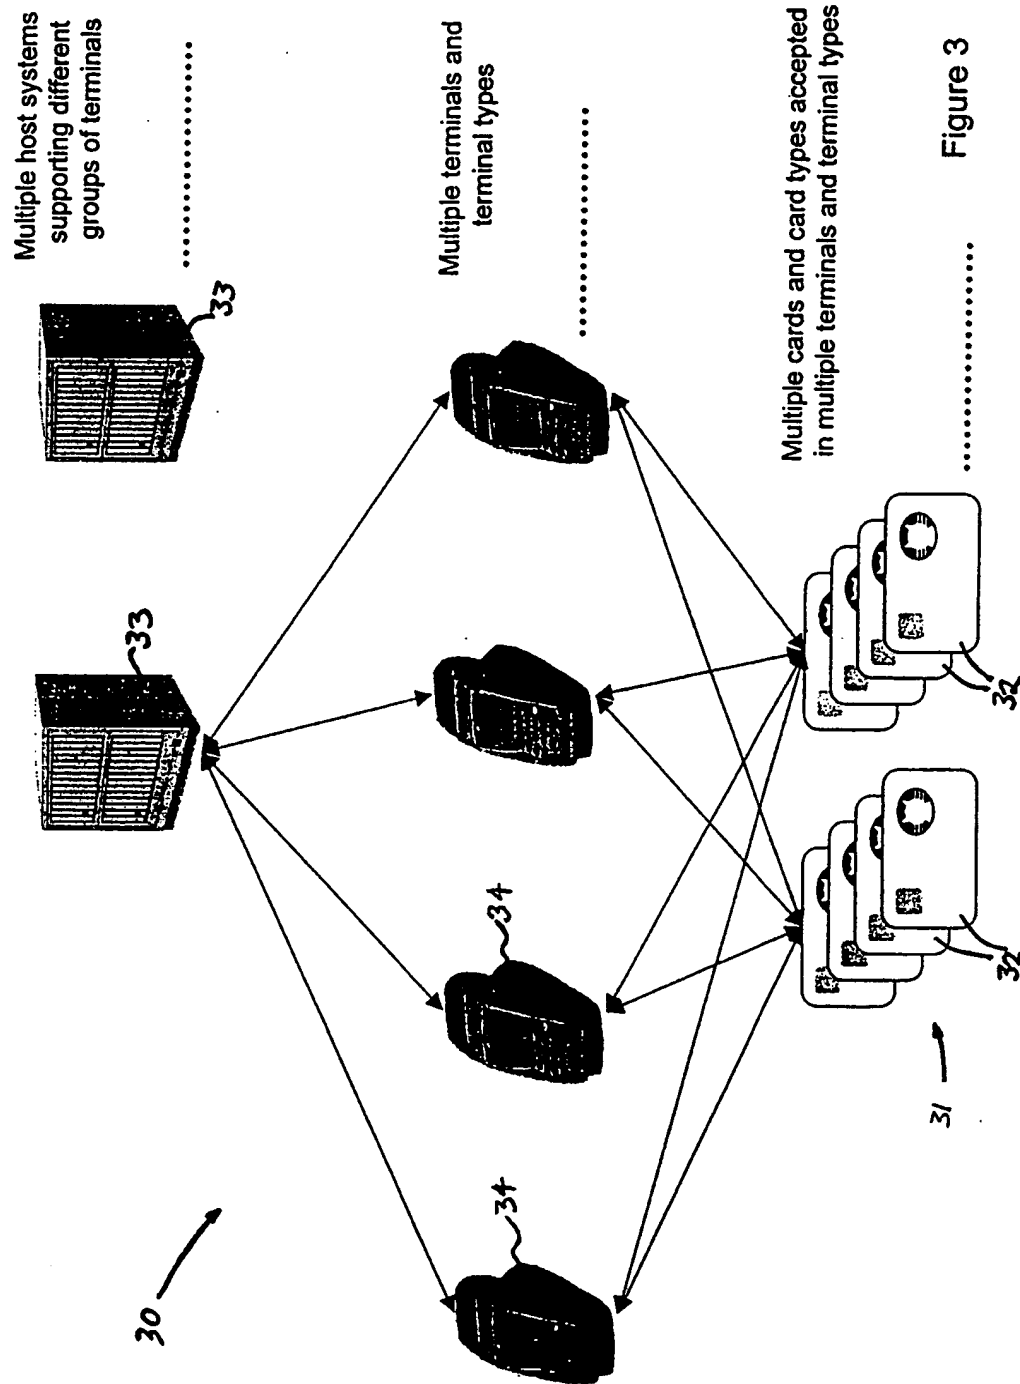 Multiple host systems
supporting different
groups of terminals
.....................
33
33
Multiple terminals and
terminal types
.....................
34
34
30
Multiple cards and card types accepted
in multiple terminals and terminal types
.....................
32
32
31
Figure 3